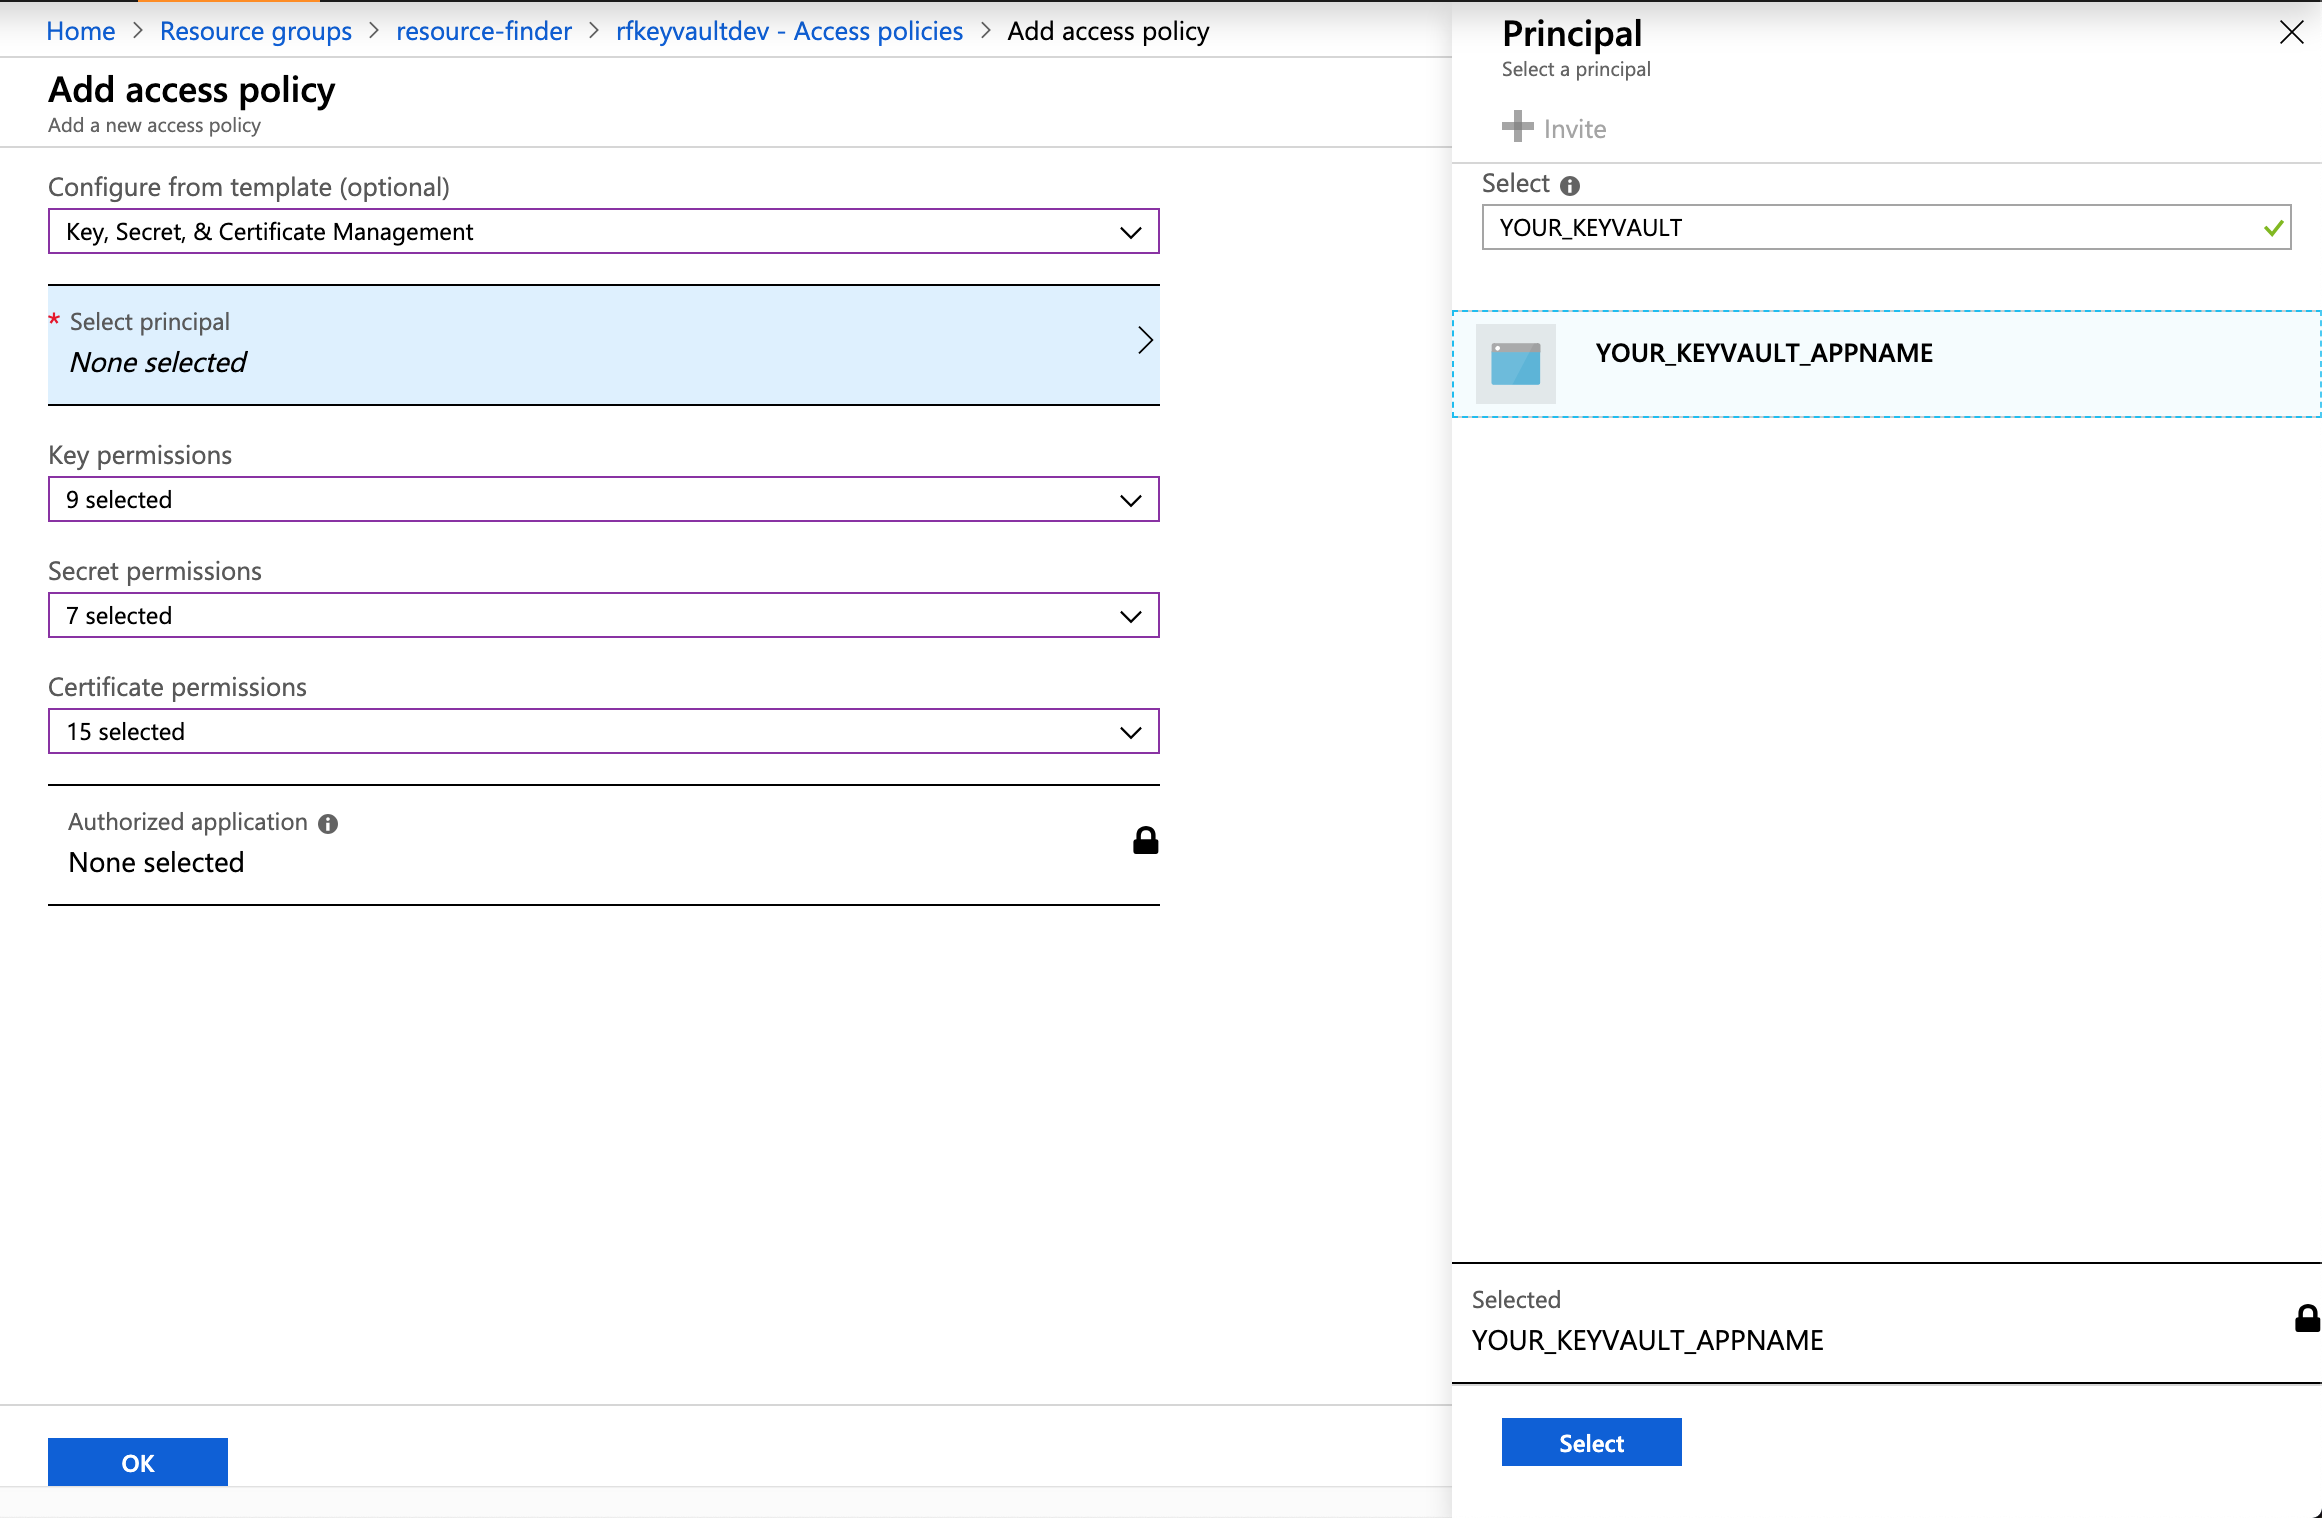 Home > Resource groups > resource-finder > rfkeyvaultdev - Access policies > Add access policy
Add access policy
Add a new access policy
Configure from template (optional)
Key, Secret, & Certificate Management
* Select principal
None selected
Key permissions
9 selected
Secret permissions
7 selected
Certificate permissions
15 selected
Authorized application
None selected
OK
Principal
Select a principal
Invite
Select
YOUR_KEYVAULT
YOUR_KEYVAULT_APPNAME
Selected
YOUR_KEYVAULT_APPNAME
Select